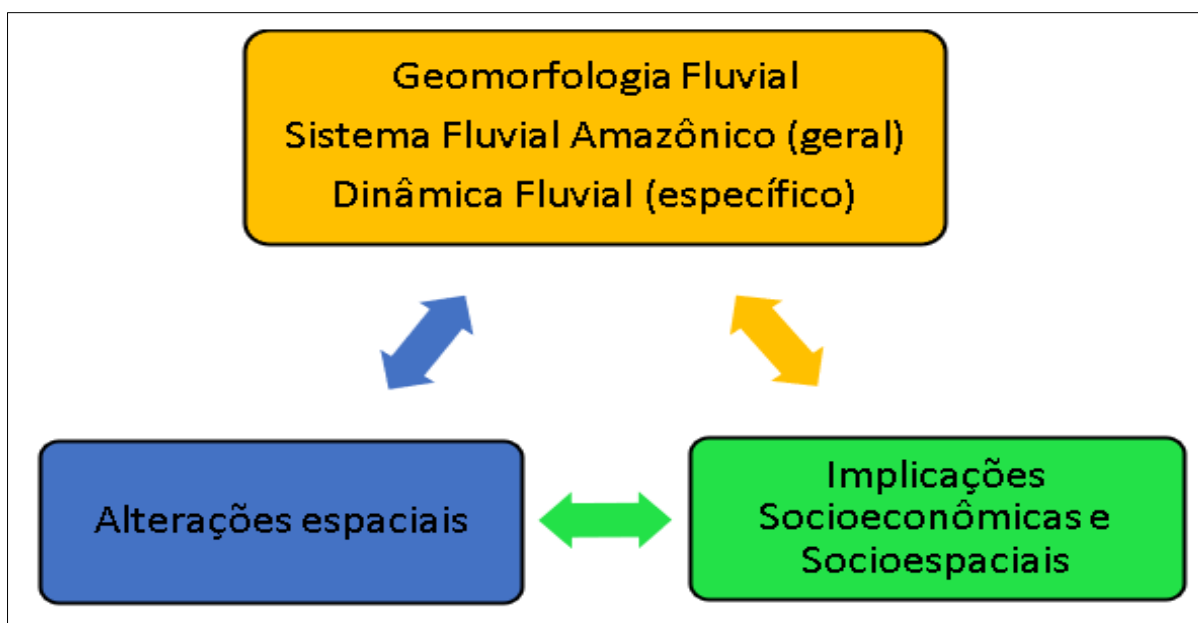 Geomorfologia Fluvial
Sistema Fluvial Amazônico (geral)
Dinâmica Fluvial (específico)
Alterações espaciais
Implicações
Socioeconômicas e
Socioespaciais